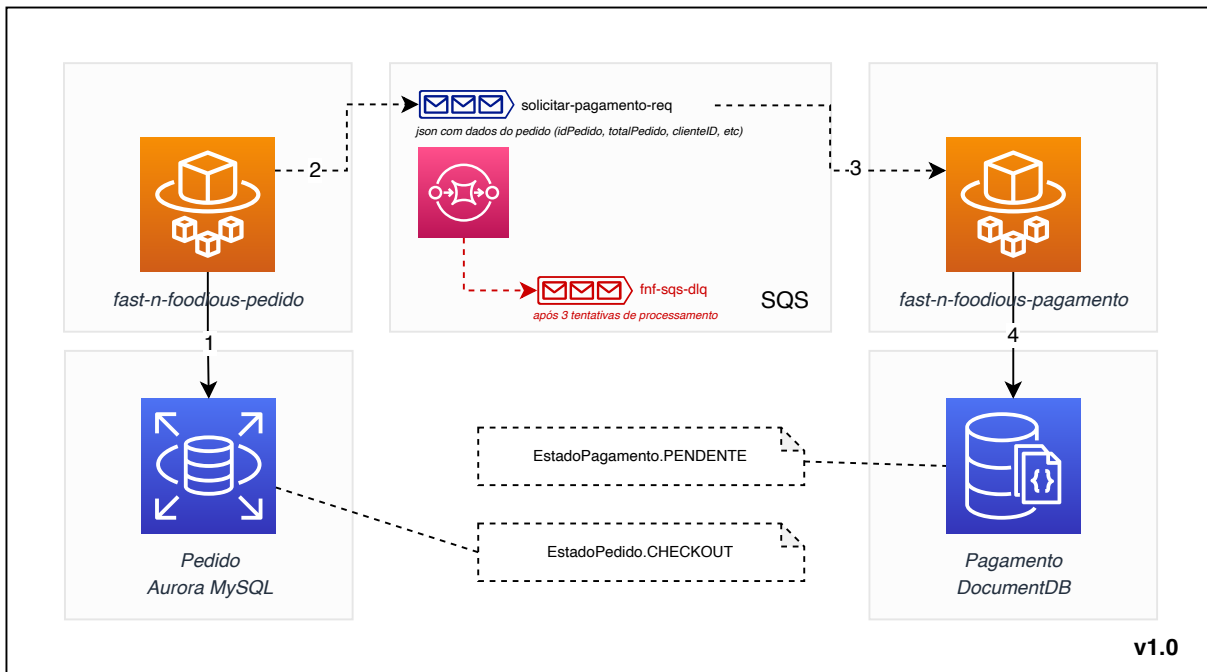 solicitar-pagamento-req
json com dados do pedido (idPedido, totalPedido, clienteID, etc)
2
3
fast-n-foodious-pedido
fnf-sqs-dlq
após 3 tentativas de processamento
SQS
fast-n-foodious-pagamento
1
4
EstadoPagamento.PENDENTE
EstadoPedido.CHECKOUT
Pedido
Aurora MySQL
{}
Pagamento
DocumentDB
v1.0